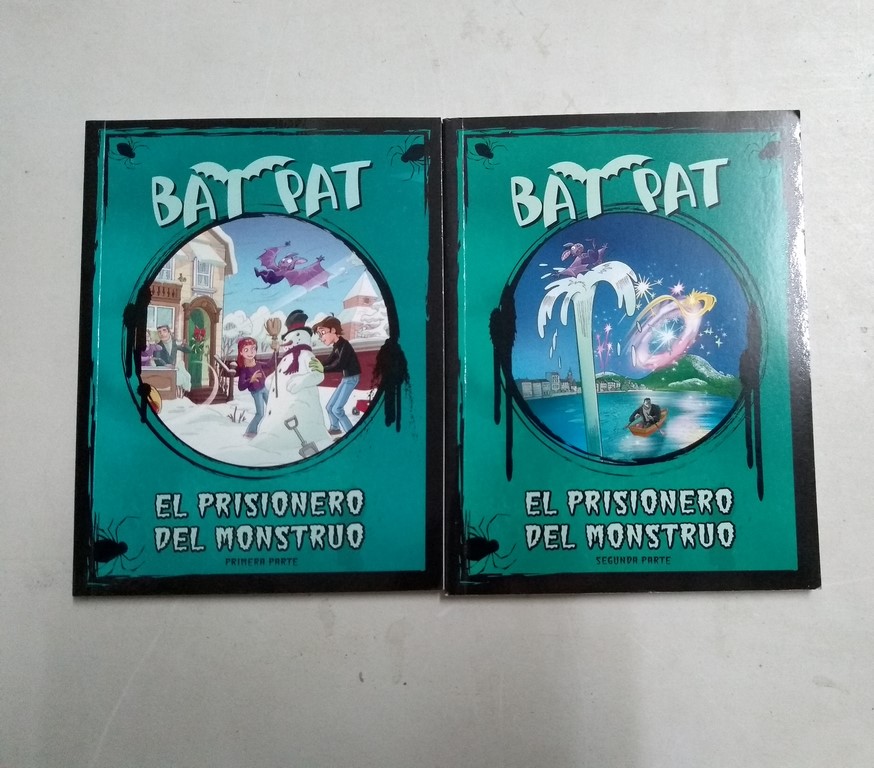 BAT PAT
EL PRISIONERO
DEL MONSTRUO
PRIMERA PARTE
BAT PAT
EL PRISIONERO
DEL MONSTRUO
SEGUNDA PARTE